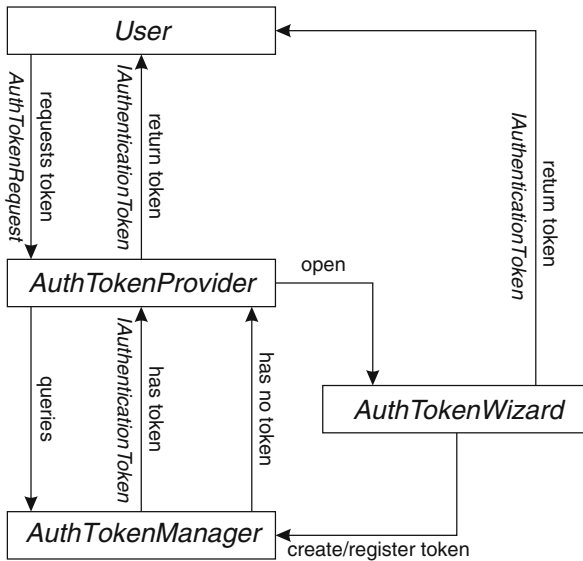 User
AuthTokenRequest
requests token
IAuthenticationToken
return token
IAuthenticationToken
return token
AuthTokenProvider
open
queries
IAuthenticationToken
has token
has no token
AuthTokenWizard
AuthTokenManager
create/register token